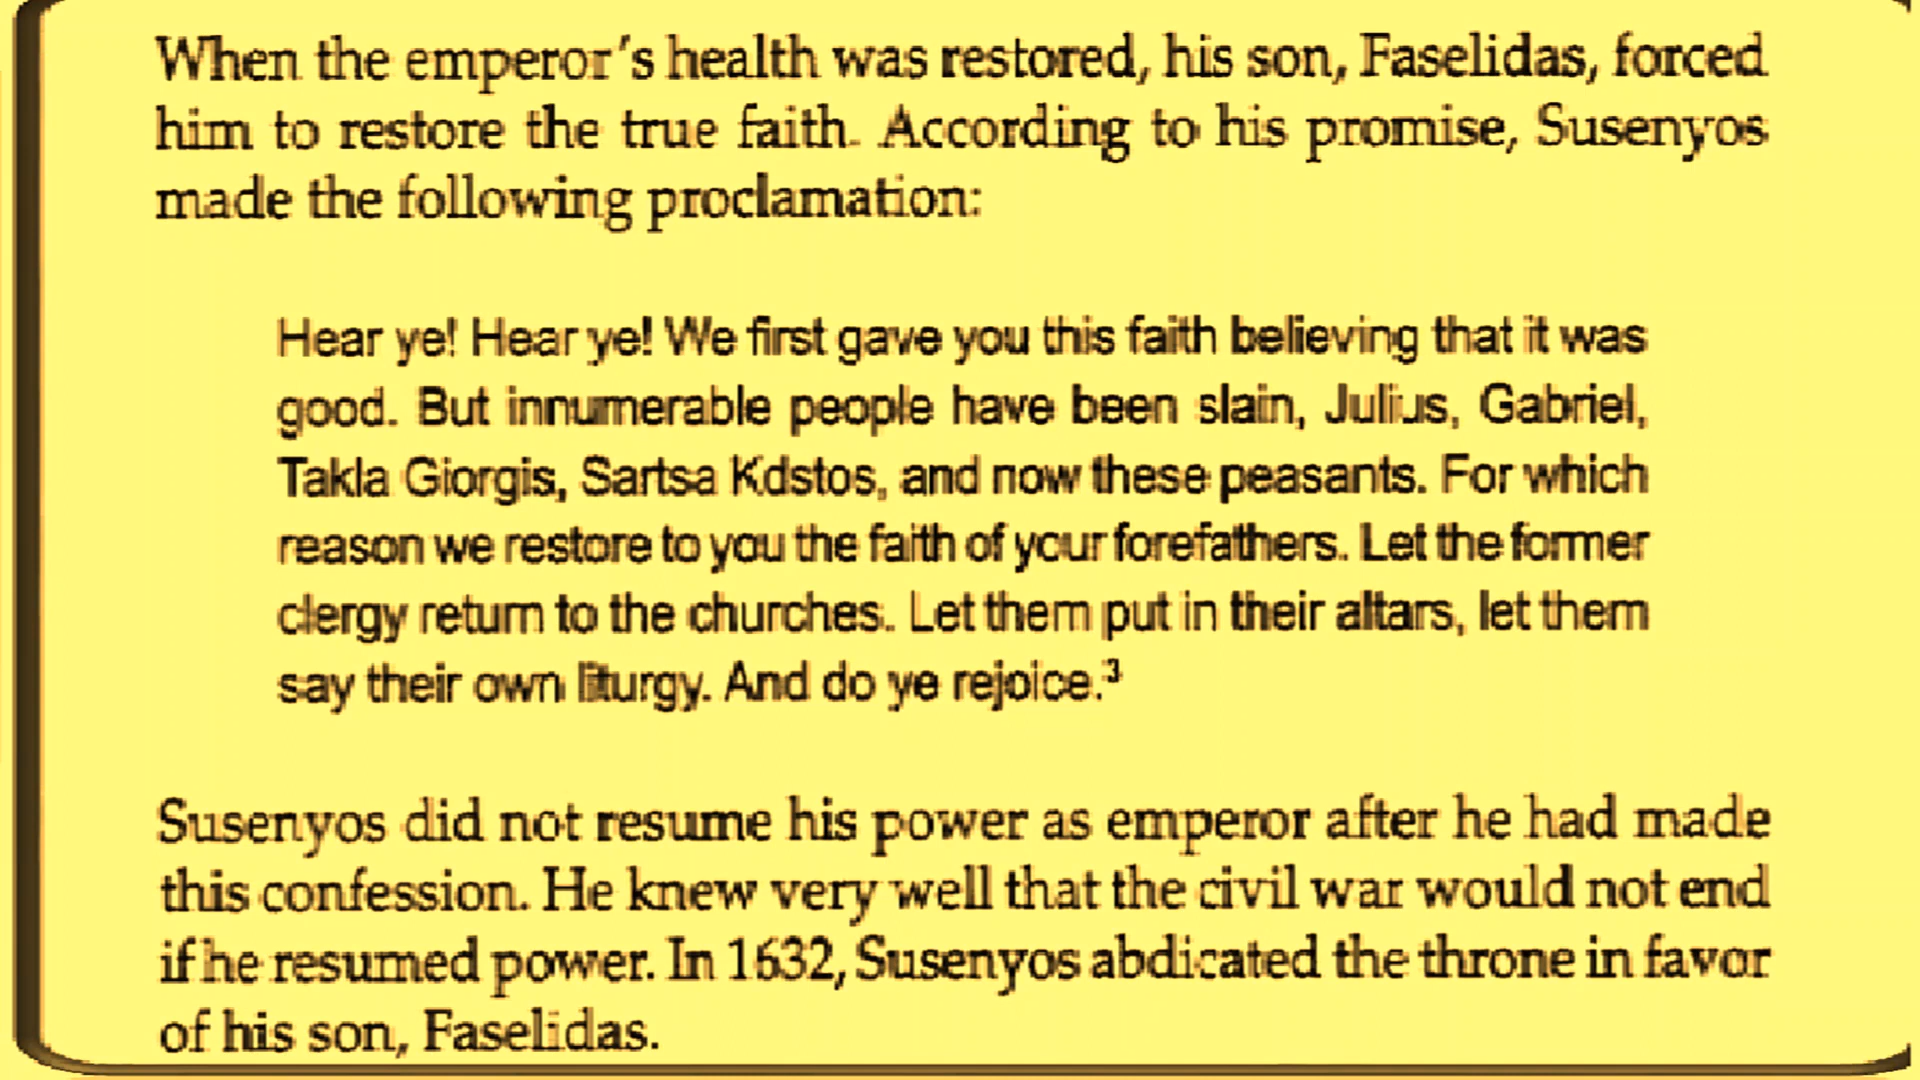 When the emperor's health was restored, his son, Faselidas, forced
him to restore the true faith. According to his promise, Susenyos
made the following proclamation:
Hear ye! Hear ye! We first gave you this faith believing that it was
good. But innumerable people have been slain, Julius, Gabriel,
Takla Giorgis, Sartsa Kdstos, and now these peasants. For which
reason we restore to you the faith of your forefathers. Let the former
clergy return to the churches. Let them put in their altars, let them
say their own liturgy. And do ye rejoice.³
Susenyos did not resume his power as emperor after he had made
this confession. He knew very well that the civil war would not end
if he resumed power. In 1632, Susenyos abdicated the throne in favor
of his son, Faselidas.